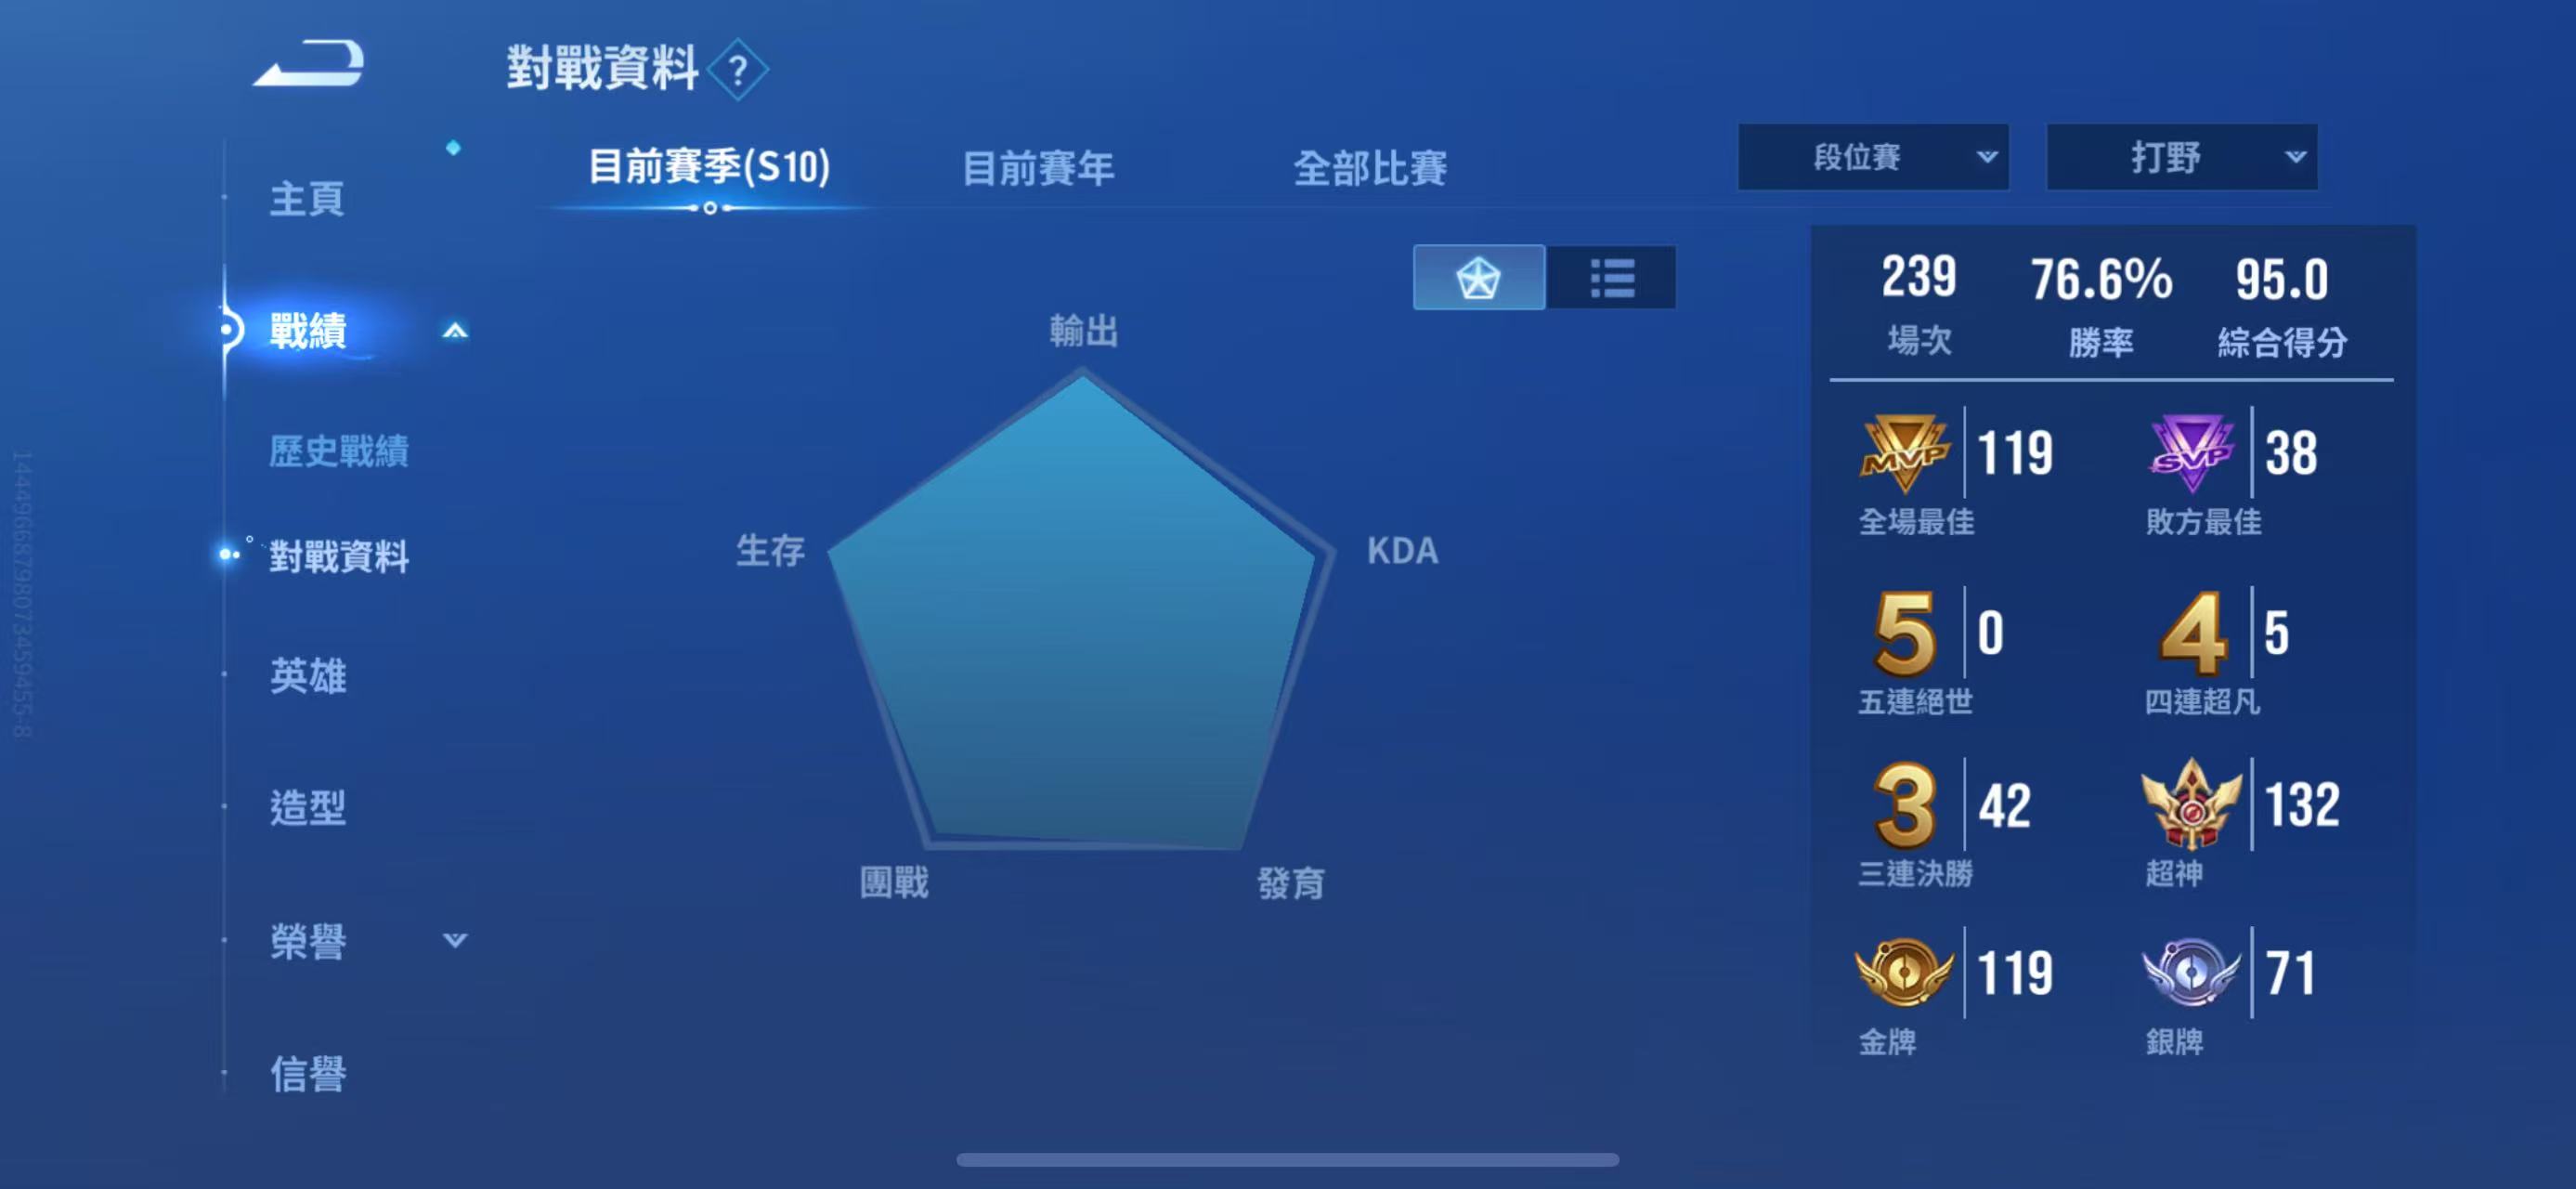 對戰資料 ?
目前賽季(S10)
目前賽年
全部比賽
段位賽
打野
主頁
戰績
歷史戰績
對戰資料
英雄
造型
榮譽
信譽
輸出
KDA
發育
團戰
生存
239
場次
76.6%
勝率
95.0
綜合得分
MVP
119
全場最佳
SVP
38
敗方最佳
5
0
五連絕世
4
5
四連超凡
3
42
三連決勝
132
超神
119
金牌
71
銀牌